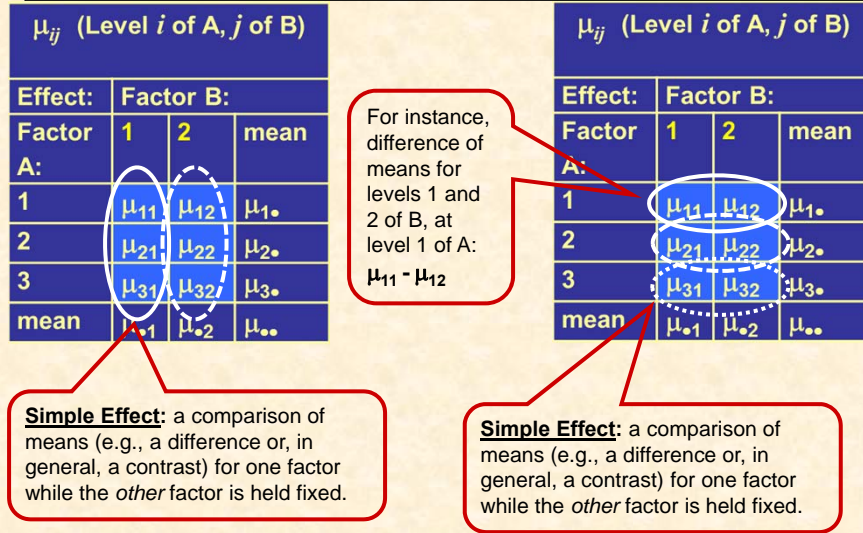 μij (Level i of A, j of B)
Effect: Factor B:
Factor A: 1 2 mean
1 μ11 μ12 μ1•
2 μ21 μ22 μ2•
3 μ31 μ32 μ3•
mean μ•1 μ•2 μ••
Simple Effect: a comparison of
means (e.g., a difference or, in
general, a contrast) for one factor
while the other factor is held fixed.
For instance,
difference of
means for
levels 1 and
2 of B, at
level 1 of A:
μ11 - μ12
μij (Level i of A, j of B)
Effect: Factor B:
Factor A: 1 2 mean
1 μ11 μ12 μ1•
2 μ21 μ22 μ2•
3 μ31 μ32 μ3•
mean μ•1 μ•2 μ••
Simple Effect: a comparison of
means (e.g., a difference or, in
general, a contrast) for one factor
while the other factor is held fixed.